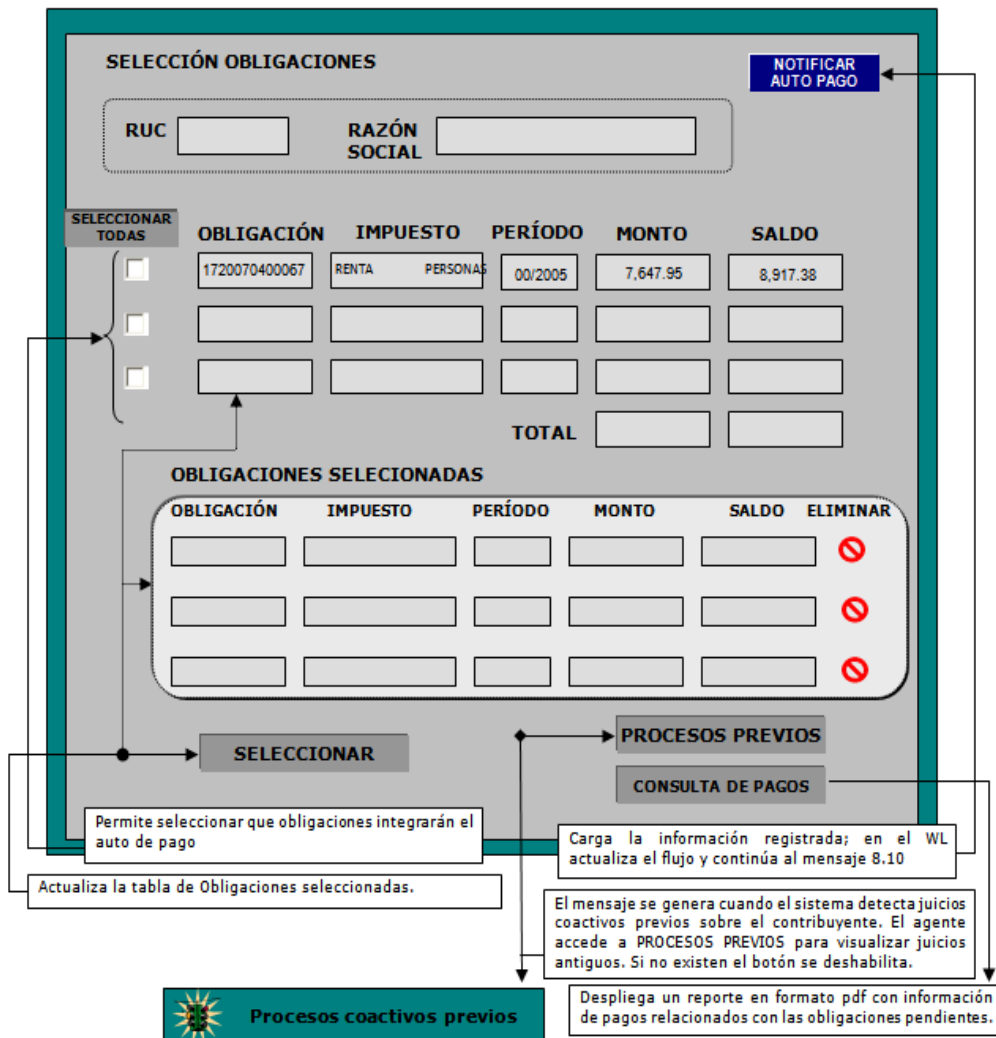 SELECCIÓN OBLIGACIONES
NOTIFICAR
AUTO PAGO
RUC
RAZÓN
SOCIAL
SELECCIONAR
TODAS
OBLIGACIÓN IMPUESTO PERÍODO MONTO SALDO
1720070400067 RENTA PERSONAS 00/2005 7,647.95 8,917.38
TOTAL
OBLIGACIONES SELECIONADAS
OBLIGACIÓN IMPUESTO PERÍODO MONTO SALDO ELIMINAR
SELECCIONAR
PROCESOS PREVIOS
CONSULTA DE PAGOS
Permite seleccionar que obligaciones integrarán el
auto de pago
Carga la información registrada; en el WL
actualiza el flujo y continúa al mensaje 8.10
Actualiza la tabla de Obligaciones seleccionadas.
El mensaje se genera cuando el sistema detecta juicios
coactivos previos sobre el contribuyente. El agente
accede a PROCESOS PREVIOS para visualizar juicios
antiguos. Si no existen el botón se deshabilita.
Procesos coactivos previos
Despliega un reporte en formato pdf con información
de pagos relacionados con las obligaciones pendientes.